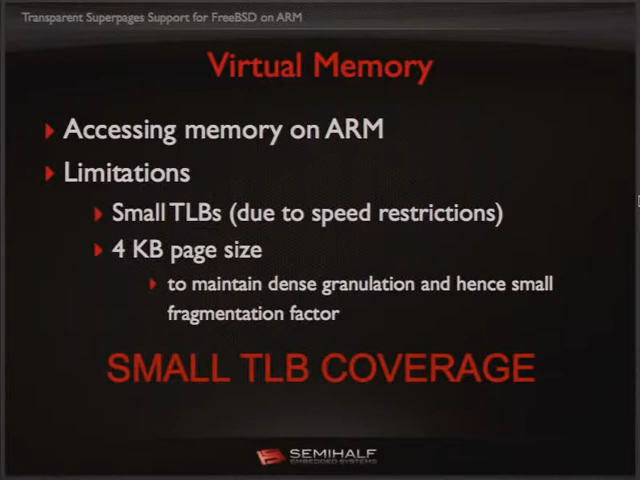 Transparent Superpages Support for FreeBSD on ARM
Virtual Memory
Accessing memory on ARM
Limitations
Small TLBs (due to speed restrictions)
4 KB page size
to maintain dense granulation and hence small
fragmentation factor
SMALL TLB COVERAGE
SEMIHALF
EMBEDDED SYSTEMS